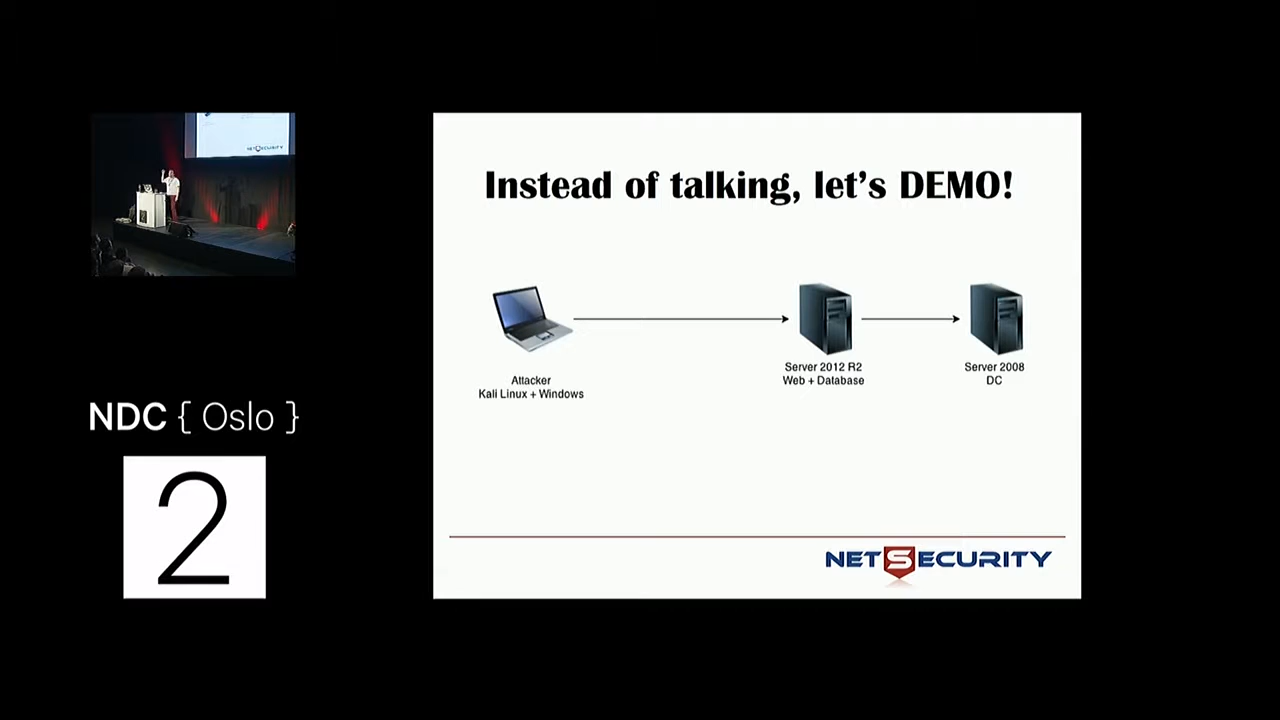 Instead of talking, let's DEMO!
Attacker
Kali Linux + Windows
Server 2012 R2
Web + Database
Server 2008
DC
NETSECURITY
NETSECURITY
NDC { Oslo }
2